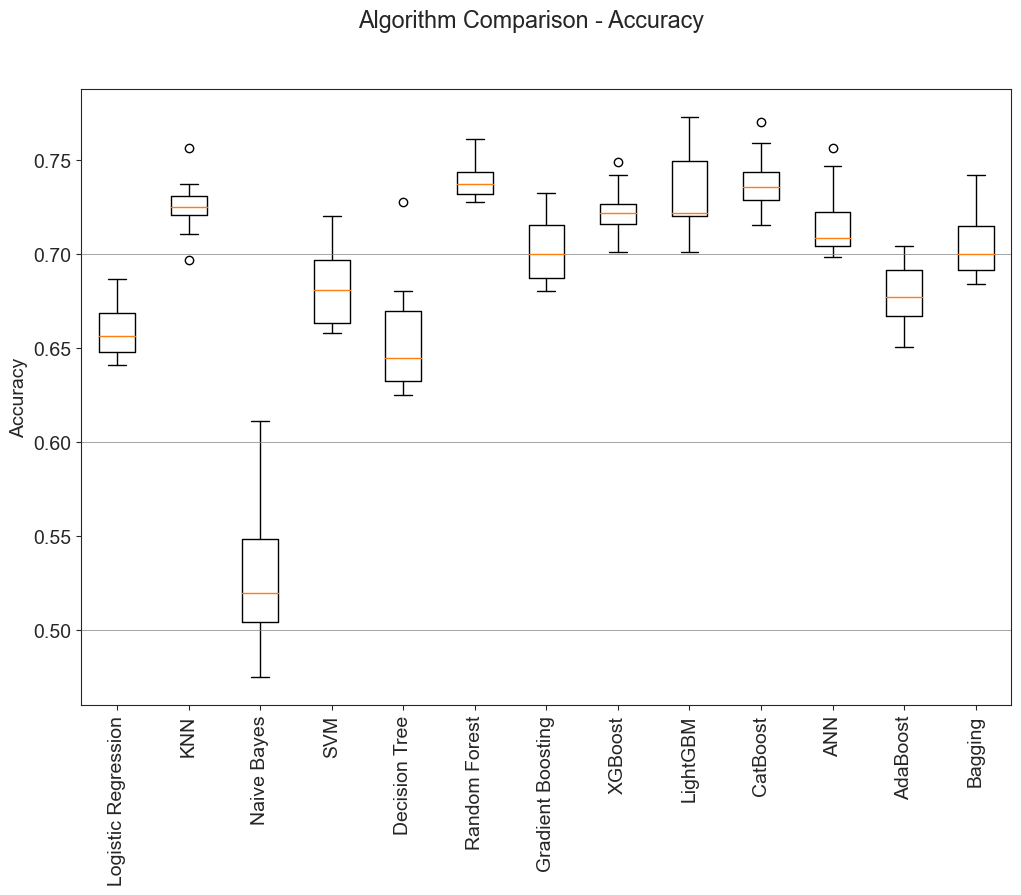 Algorithm Comparison - Accuracy
Accuracy
0.75
0.70
0.65
0.60
0.55
0.50
Logistic Regression
KNN
Naive Bayes
SVM
Decision Tree
Random Forest
Gradient Boosting
XGBoost
LightGBM
CatBoost
ANN
AdaBoost
Bagging